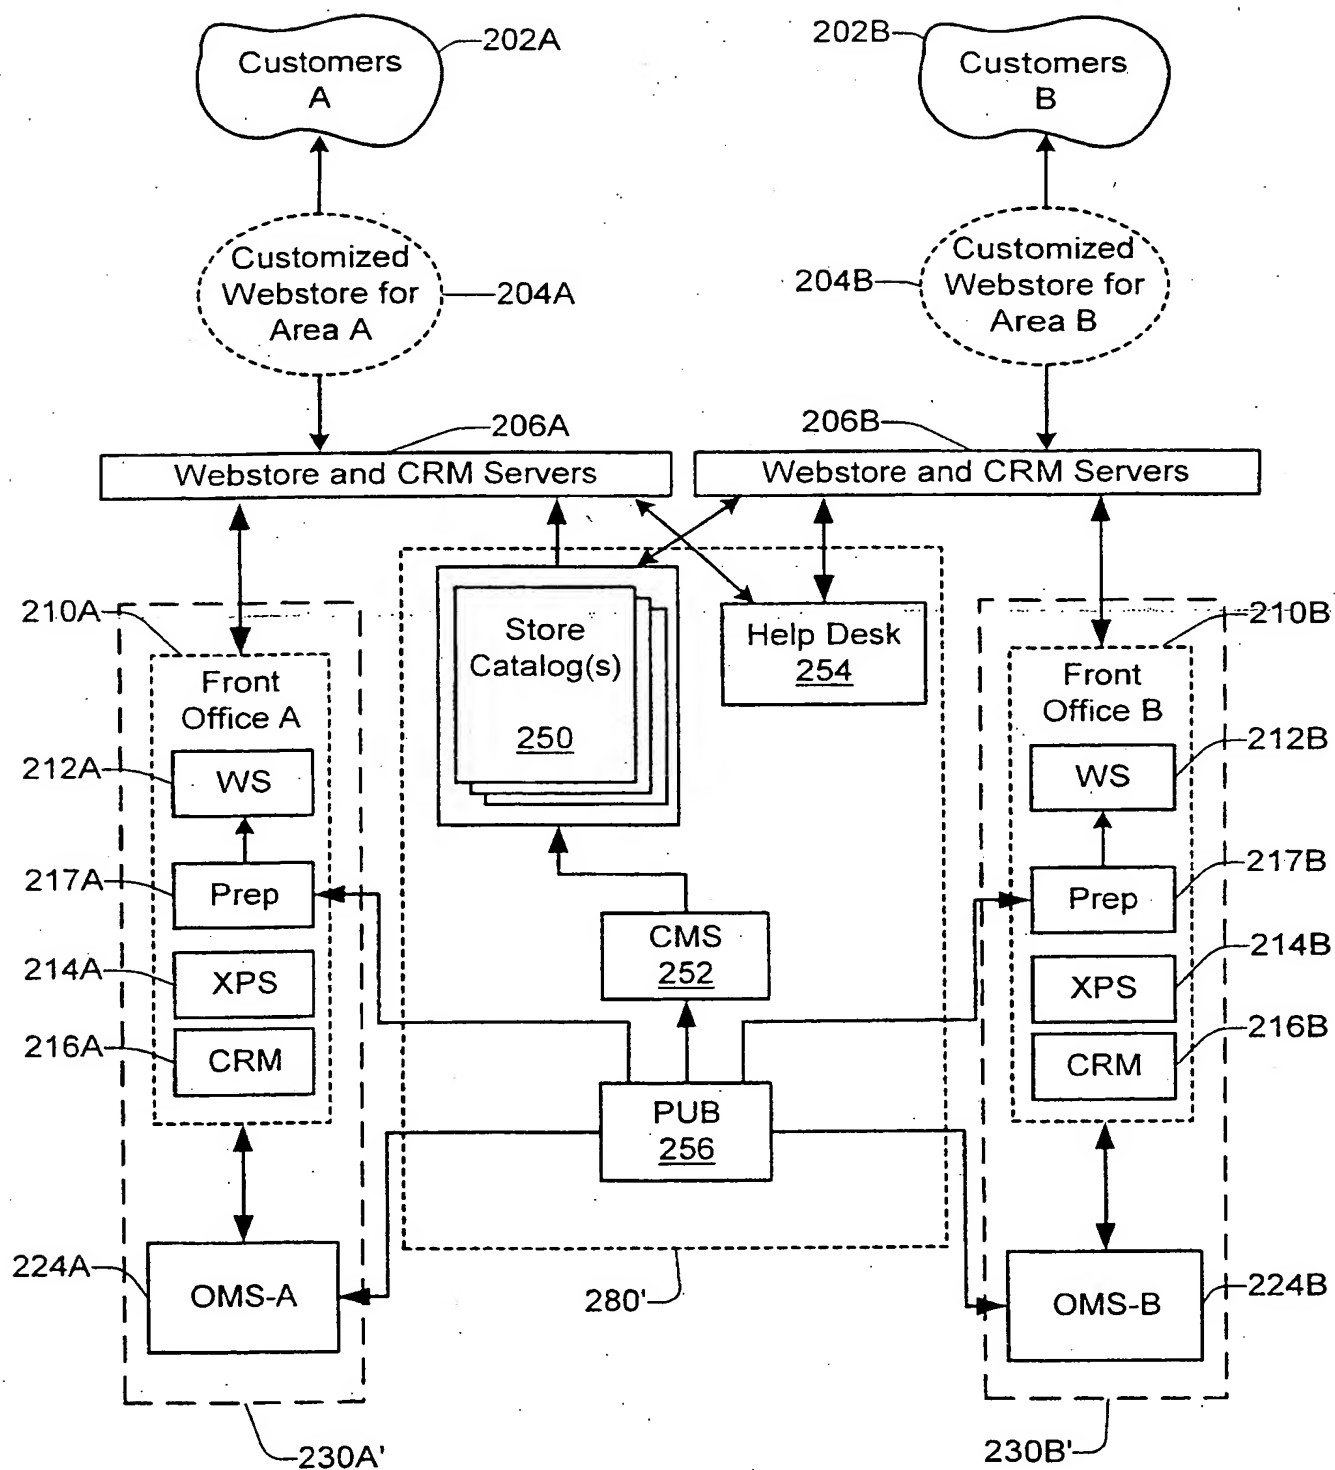 Customers
A
202A
202B
Customers
B
Customized
Webstore for
Area A
204A
204B
Customized
Webstore for
Area B
206A
206B
Webstore and CRM Servers
Webstore and CRM Servers
210A
Front
Office A
212A
WS
217A
Prep
214A
XPS
216A
CRM
224A
OMS-A
230A'
Store
Catalog(s)
250
Help Desk
254
CMS
252
PUB
256
280'
210B
Front
Office B
212B
WS
217B
Prep
214B
XPS
216B
CRM
224B
OMS-B
230B'